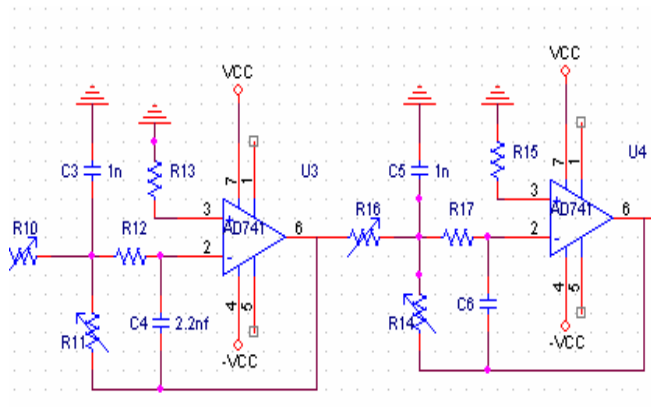 VCC
VCC
C3
1n
R13
7
1
U3
C5
1n
R15
7
1
U4
R10
R12
3
+
AD741
6
R16
R17
3
+
AD741
6
2
-
2
-
R11
C4
2.2nf
4
5
-VCC
R14
C6
4
5
-VCC